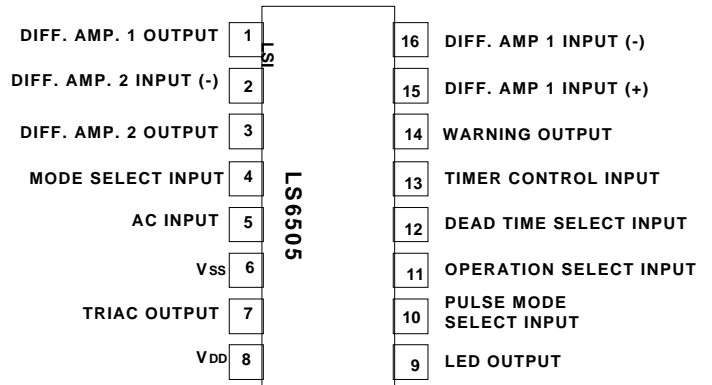 DIFF. AMP. 1 OUTPUT 1
DIFF. AMP. 2 INPUT (-) 2
DIFF. AMP. 2 OUTPUT 3
MODE SELECT INPUT 4
AC INPUT 5
VSS 6
TRIAC OUTPUT 7
VDD 8
LSI
LS6505
16 DIFF. AMP 1 INPUT (-)
15 DIFF. AMP 1 INPUT (+)
14 WARNING OUTPUT
13 TIMER CONTROL INPUT
12 DEAD TIME SELECT INPUT
11 OPERATION SELECT INPUT
10 PULSE MODE
SELECT INPUT
9 LED OUTPUT